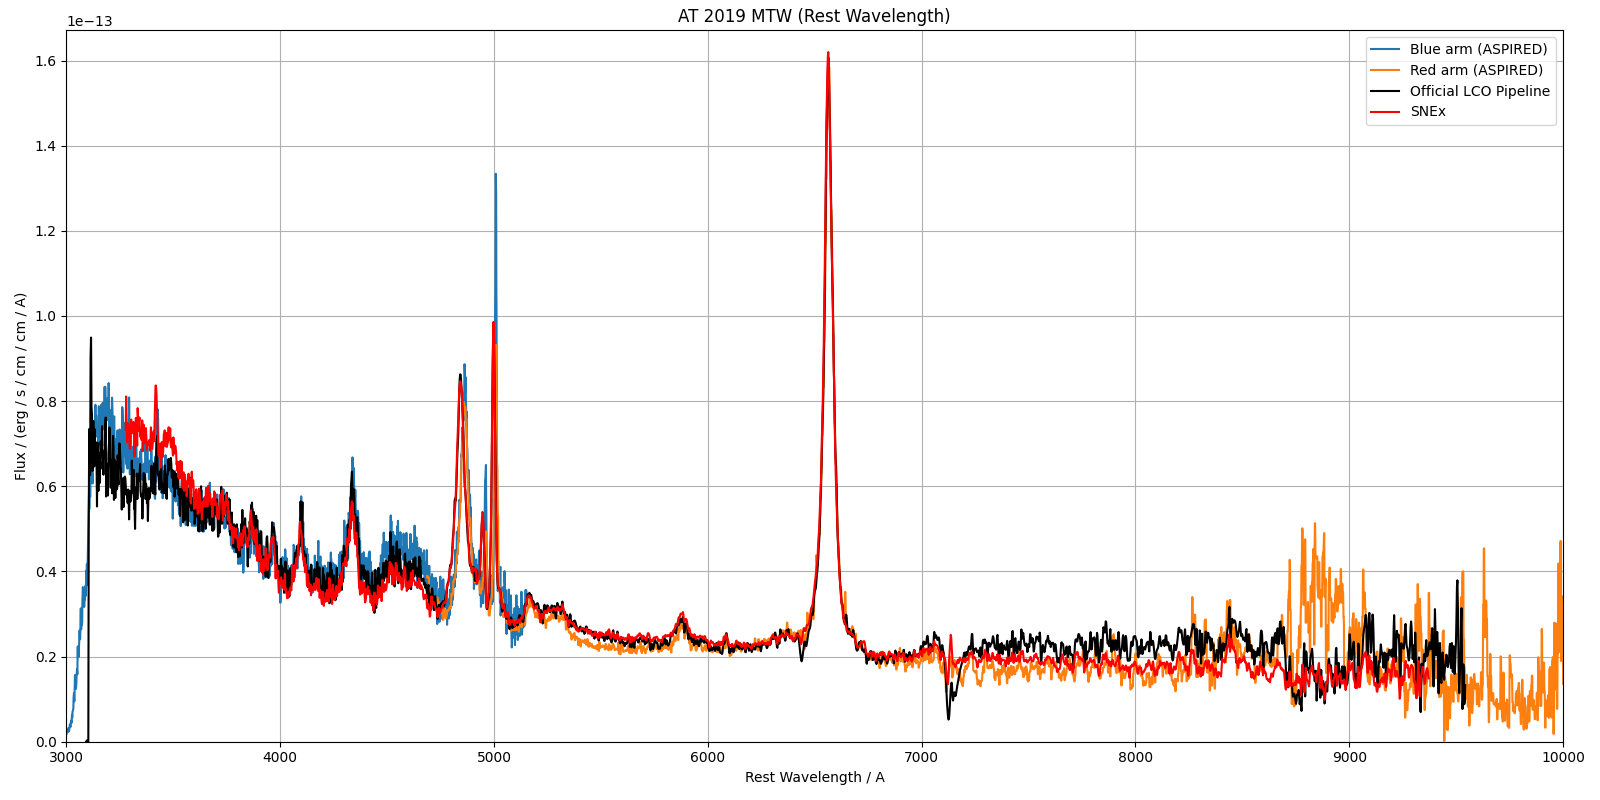 AT 2019 MTW (Rest Wavelength)
1e−13
Blue arm (ASPIRED)
Red arm (ASPIRED)
Official LCO Pipeline
SNEx
1.6
1.4
1.2
1.0
0.8
0.6
0.4
0.2
0.0
Flux / (erg / s / cm / cm / A)
3000 4000 5000 6000 7000 8000 9000 10000
Rest Wavelength / A